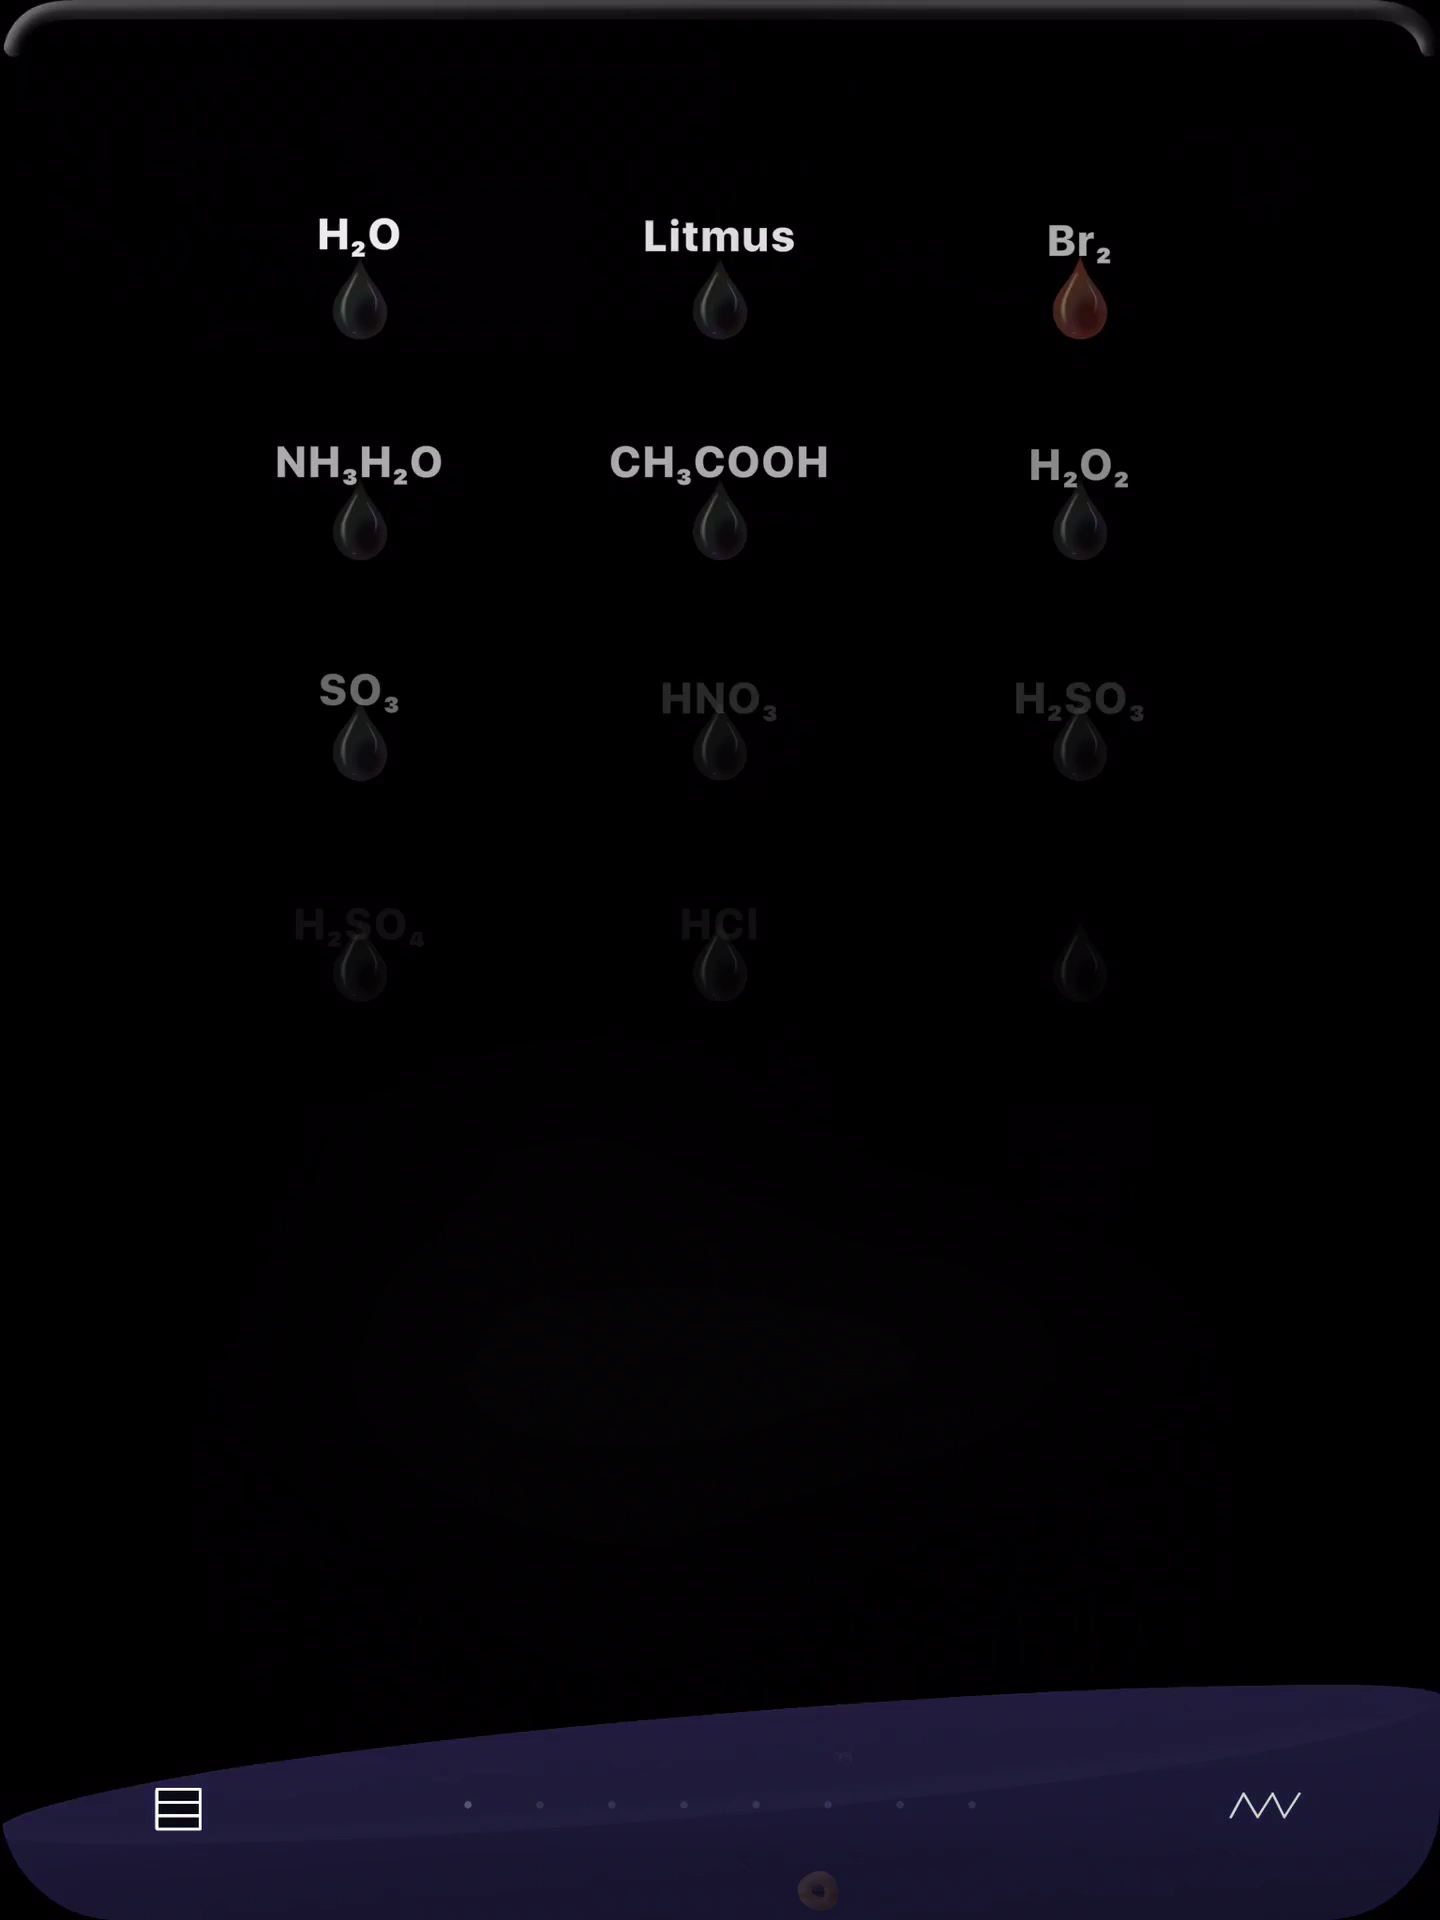 H₂O Litmus Br₂
NH₃H₂O CH₃COOH H₂O₂
SO₃ HNO₃ H₂SO₃
H₂SO₄ HCl